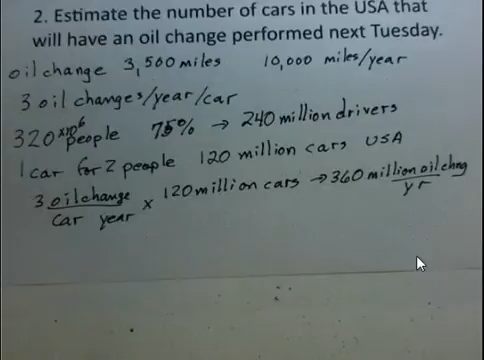 2. Estimate the number of cars in the USA that
will have an oil change performed next Tuesday.
oil change 3,500 miles 10,000 miles/year
3 oil changes/year/car
320 x10⁶ people 75% → 240 million drivers
1 car for 2 people 120 million cars USA
3 oil change / car year x 120 million cars → 360 million oil chng / yr